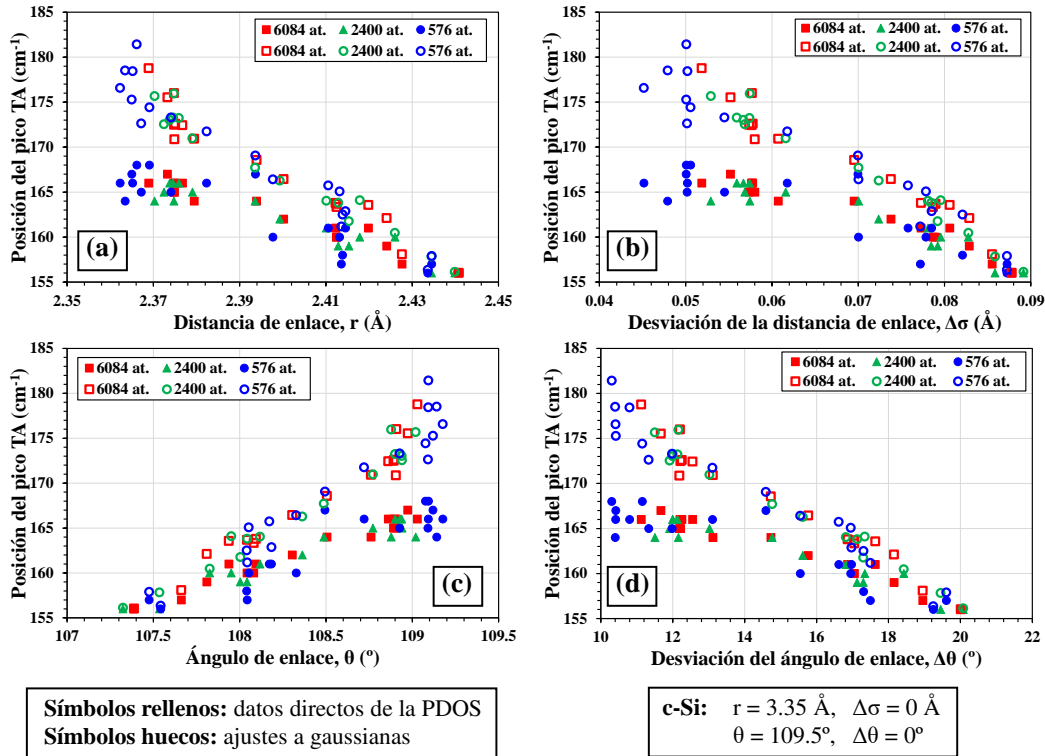 Posición del pico TA (cm-1)
185
180
175
170
165
160
155
6084 at. 2400 at. 576 at.
6084 at. 2400 at. 576 at.
(a)
2.35 2.37 2.39 2.41 2.43 2.45
Distancia de enlace, r (Å)
Posición del pico TA (cm-1)
185
180
175
170
165
160
155
6084 at. 2400 at. 576 at.
6084 at. 2400 at. 576 at.
(b)
0.04 0.05 0.06 0.07 0.08 0.09
Desviación de la distancia de enlace, Δσ (Å)
Posición del pico TA (cm-1)
185
180
175
170
165
160
155
6084 at. 2400 at. 576 at.
6084 at. 2400 at. 576 at.
(c)
107 107.5 108 108.5 109 109.5
Ángulo de enlace, θ (º)
Posición del pico TA (cm-1)
185
180
175
170
165
160
155
6084 at. 2400 at. 576 at.
6084 at. 2400 at. 576 at.
(d)
10 12 14 16 18 20 22
Desviación del ángulo de enlace, Δθ (º)
Símbolos rellenos: datos directos de la PDOS
Símbolos huecos: ajustes a gaussianas
c-Si: r = 3.35 Å, Δσ = 0 Å
θ = 109.5º, Δθ = 0º